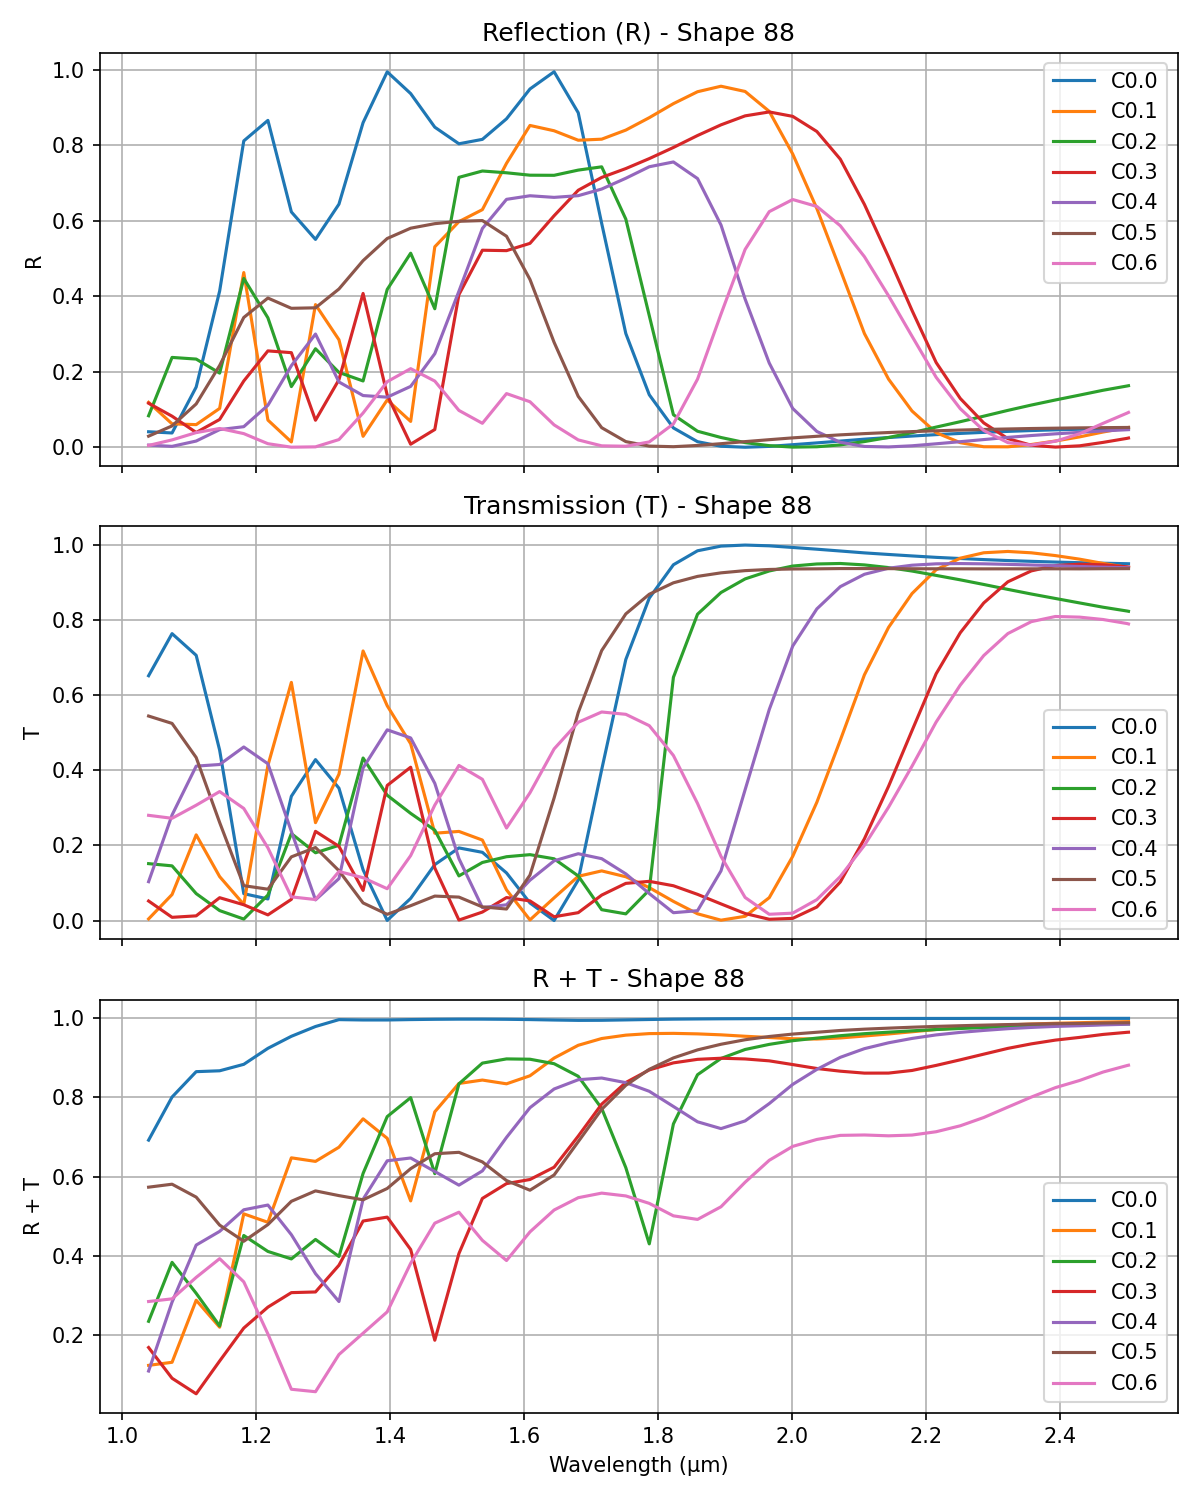 Reflection (R) - Shape 88
1.0
0.8
0.6
0.4
0.2
0.0
R
C0.0
C0.1
C0.2
C0.3
C0.4
C0.5
C0.6
Transmission (T) - Shape 88
1.0
0.8
0.6
0.4
0.2
0.0
T
C0.0
C0.1
C0.2
C0.3
C0.4
C0.5
C0.6
R + T - Shape 88
1.0
0.8
0.6
0.4
0.2
R + T
C0.0
C0.1
C0.2
C0.3
C0.4
C0.5
C0.6
1.0 1.2 1.4 1.6 1.8 2.0 2.2 2.4
Wavelength (μm)